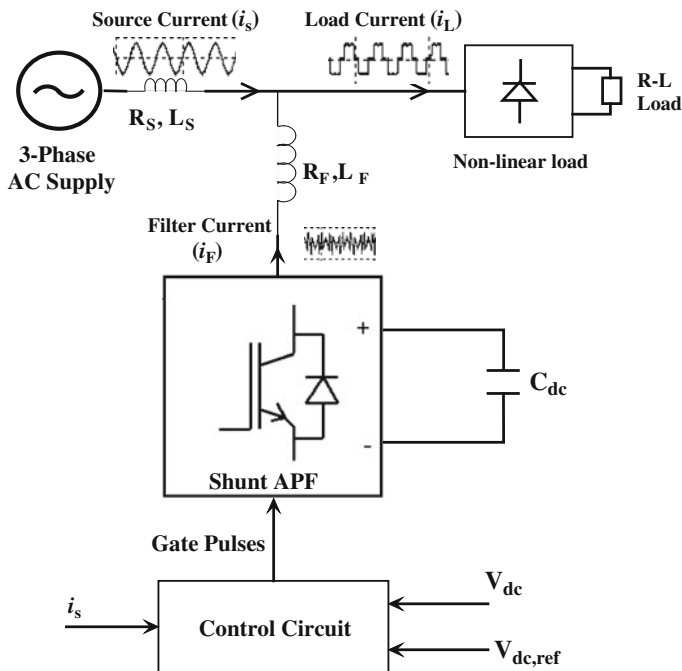 Source Current (is)
Load Current (iL)
RS, LS
3-Phase
AC Supply
R-L
Load
Non-linear load
RF,L F
Filter Current
(iF)
+
-
Cdc
Shunt APF
Gate Pulses
is
Control Circuit
Vdc
Vdc,ref